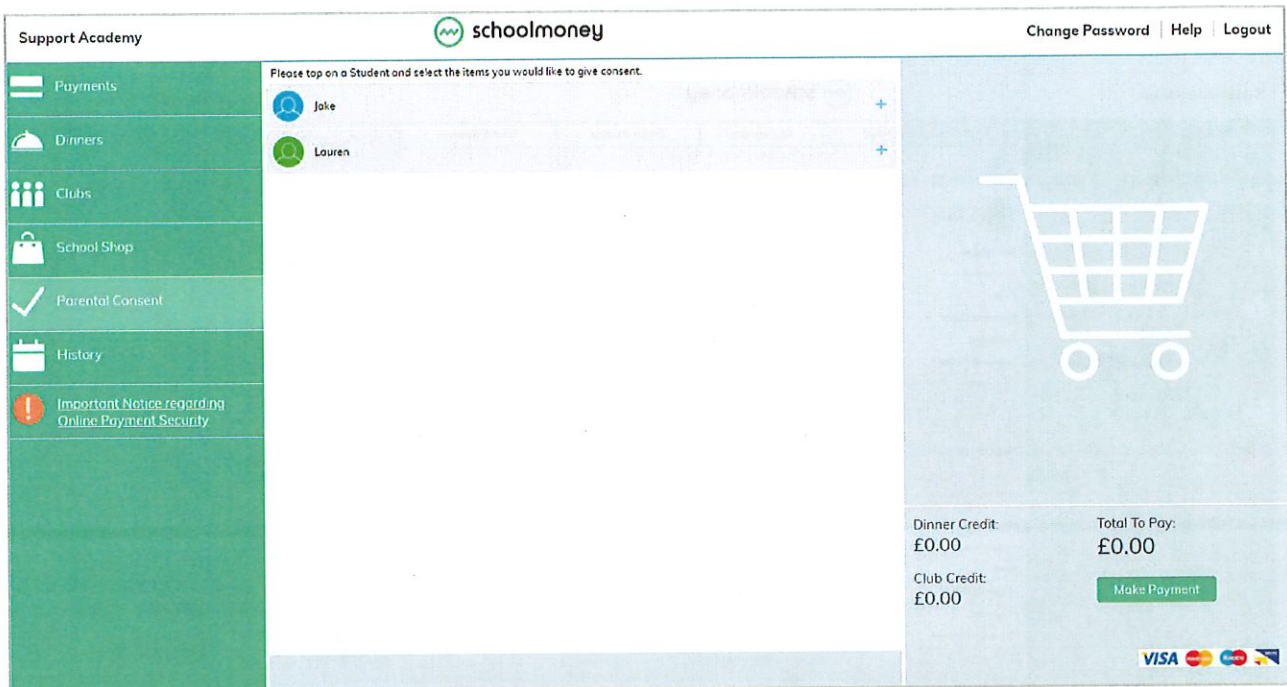 Support Academy
schoolmoney
Change Password | Help | Logout
Payments
Dinners
Clubs
School Shop
Parental Consent
History
Important Notice regarding
Online Payment Security
Please tap on a Student and select the items you would like to give consent.
Jake
+
Lauren
+
Dinner Credit:
£0.00
Total To Pay:
£0.00
Club Credit:
£0.00
Make Payment
VISA